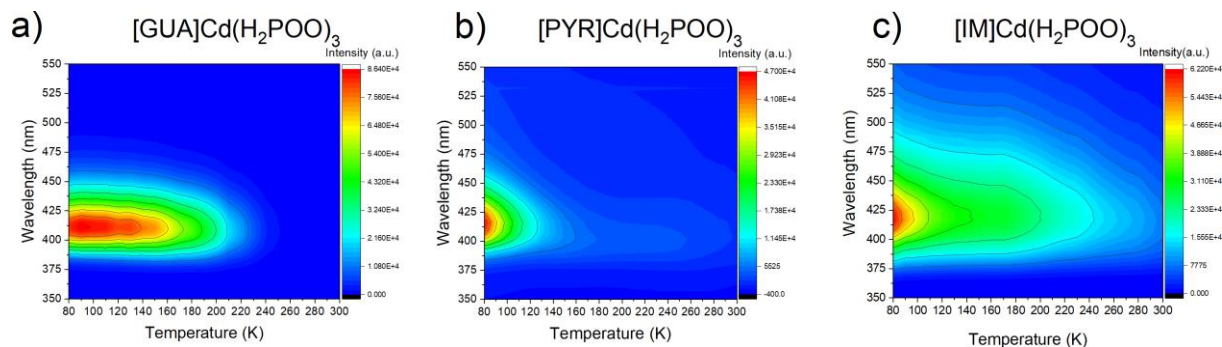 a) [GUA]Cd(H₂POO)₃
Intensity (a.u.)
8.640E+4
7.560E+4
6.480E+4
5.400E+4
4.320E+4
3.240E+4
2.160E+4
1.080E+4
0.000
550
525
500
475
450
425
400
375
350
Wavelength (nm)
80 100 120 140 160 180 200 220 240 260 280 300
Temperature (K)
b) [PYR]Cd(H₂POO)₃
Intensity (a.u.)
4.700E+4
4.108E+4
3.515E+4
2.923E+4
2.330E+4
1.738E+4
1.145E+4
5525
-400.0
550
525
500
475
450
425
400
375
350
Wavelength (nm)
80 100 120 140 160 180 200 220 240 260 280 300
Temperature (K)
c) [IM]Cd(H₂POO)₃
Intensity(a.u.)
6.220E+4
5.443E+4
4.665E+4
3.888E+4
3.110E+4
2.333E+4
1.555E+4
7775
0.000
550
525
500
475
450
425
400
375
350
Wavelength (nm)
80 100 120 140 160 180 200 220 240 260 280 300
Temperature (K)